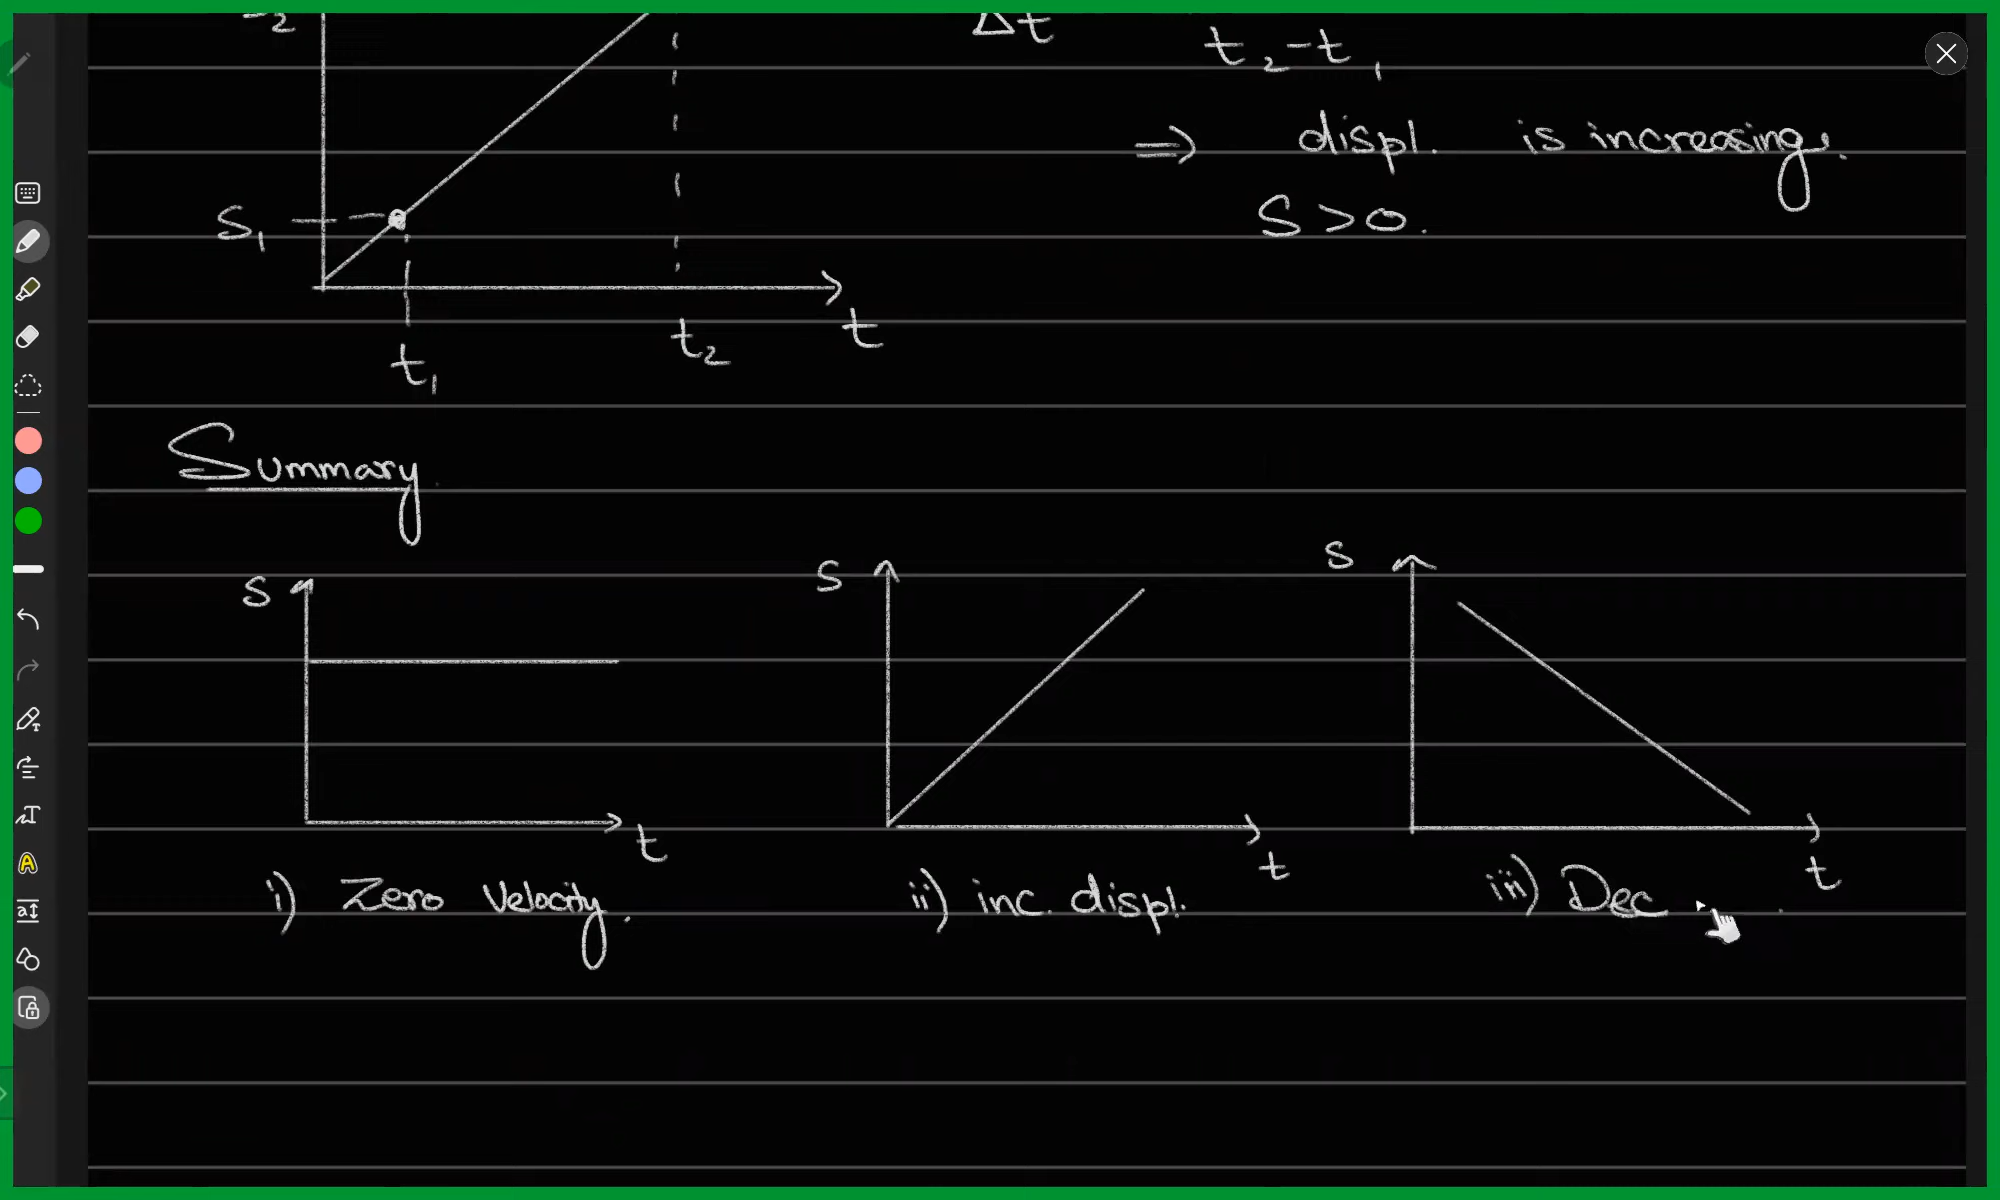 Δt
t₂-t₁
⇒ displ. is increasing.
S₁
S>0.
t
t₁
t₂
Summary
S
S
S
t
t
t
i) Zero Velocity.
ii) inc. displ.
iii) Dec